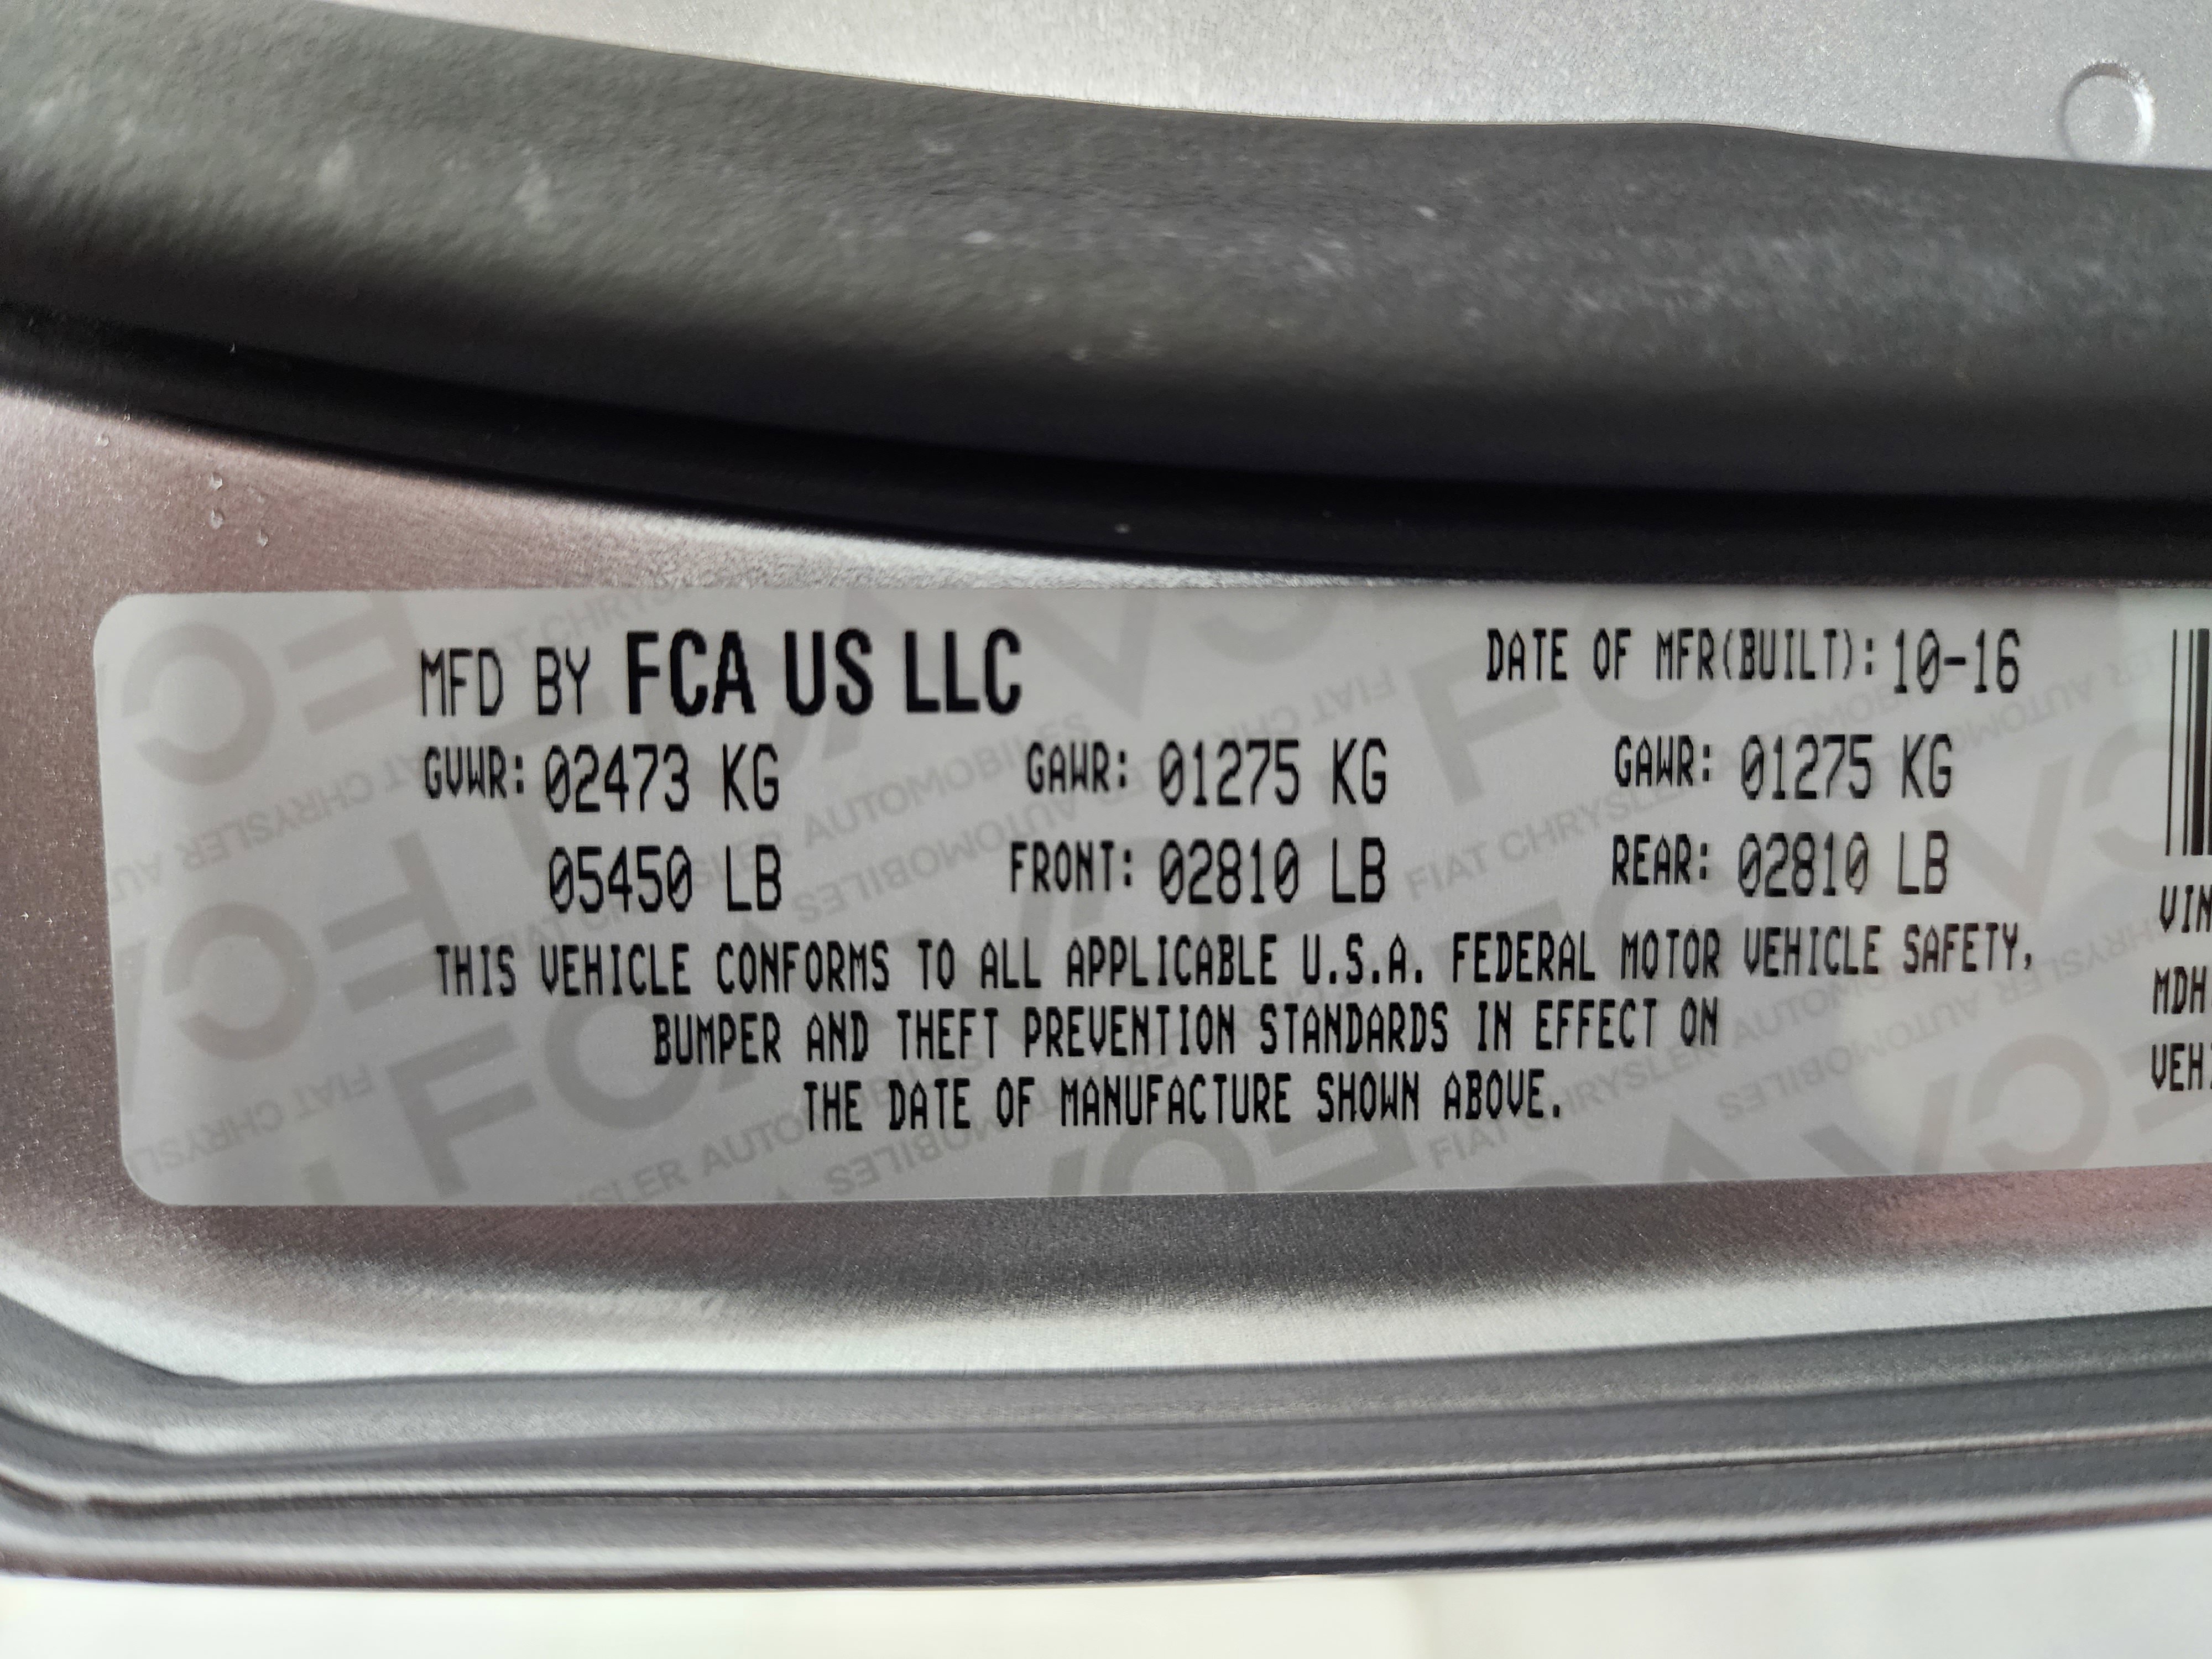 MFD BY FCA US LLC DATE OF MFR(BUILT): 10-16
GVWR: 02473 KG GAWR: 01275 KG GAWR: 01275 KG
05450 LB FRONT: 02810 LB REAR: 02810 LB
THIS VEHICLE CONFORMS TO ALL APPLICABLE U.S.A. FEDERAL MOTOR VEHICLE SAFETY,
BUMPER AND THEFT PREVENTION STANDARDS IN EFFECT ON
THE DATE OF MANUFACTURE SHOWN ABOVE.
VIN
MDH